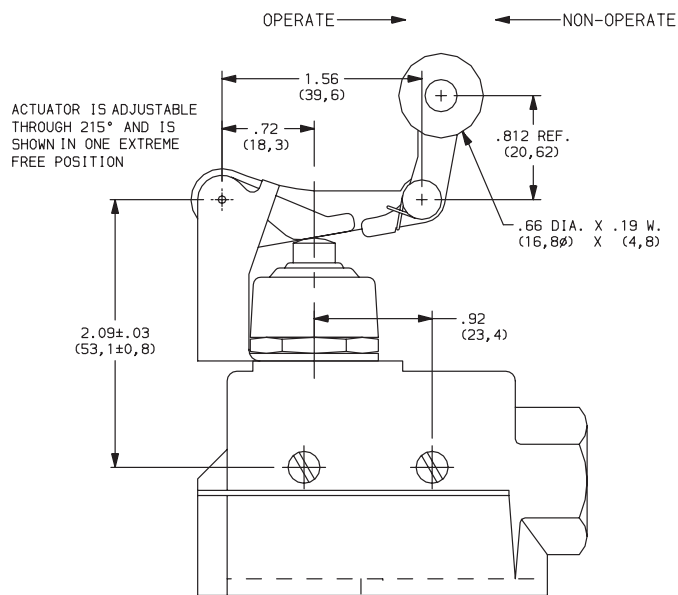 OPERATE
NON-OPERATE
1.56
(39,6)
ACTUATOR IS ADJUSTABLE
THROUGH 215° AND IS
SHOWN IN ONE EXTREME
FREE POSITION
.72
(18,3)
.812 REF.
(20,62)
.66 DIA. X .19 W.
(16,8ø) X (4,8)
2.09±.03
(53,1±0,8)
.92
(23,4)